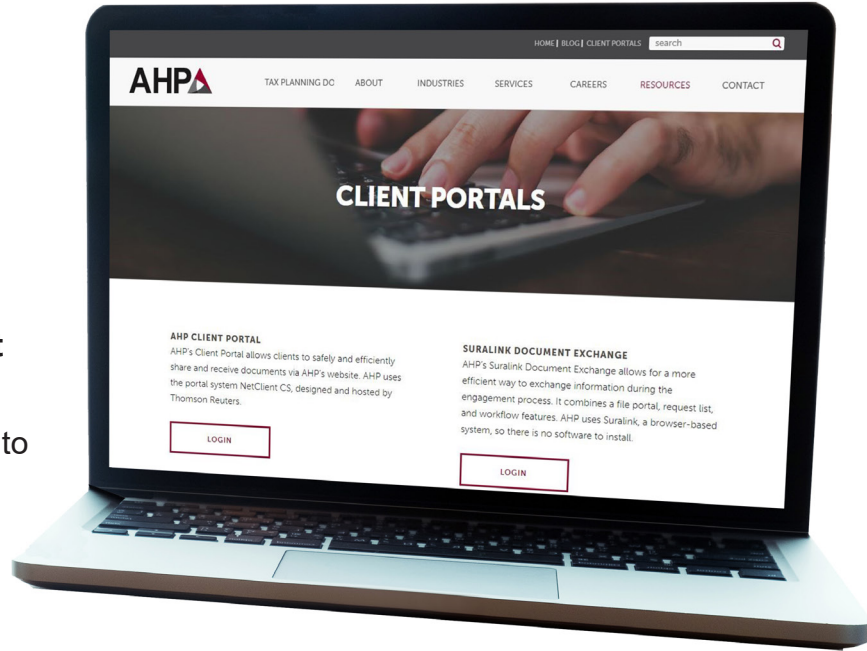 HOME | BLOG | CLIENT PORTALS search
AHP
TAX PLANNING DO ABOUT INDUSTRIES SERVICES CAREERS RESOURCES CONTACT
CLIENT PORTALS
AHP CLIENT PORTAL
AHP's Client Portal allows clients to safely and efficiently
share and receive documents via AHP's website. AHP uses
the portal system NetClient CS, designed and hosted by
Thomson Reuters.
LOGIN
SURALINK DOCUMENT EXCHANGE
AHP's Suralink Document Exchange allows for a more
efficient way to exchange information during the
engagement process. It combines a file portal, request list,
and workflow features. AHP uses Suralink, a browser-based
system, so there is no software to install.
LOGIN
to